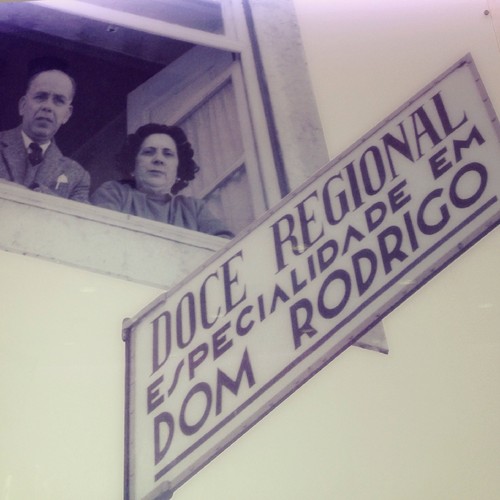 DOCE REGIONAL
ESPECIALIDADE EM
DOM RODRIGO